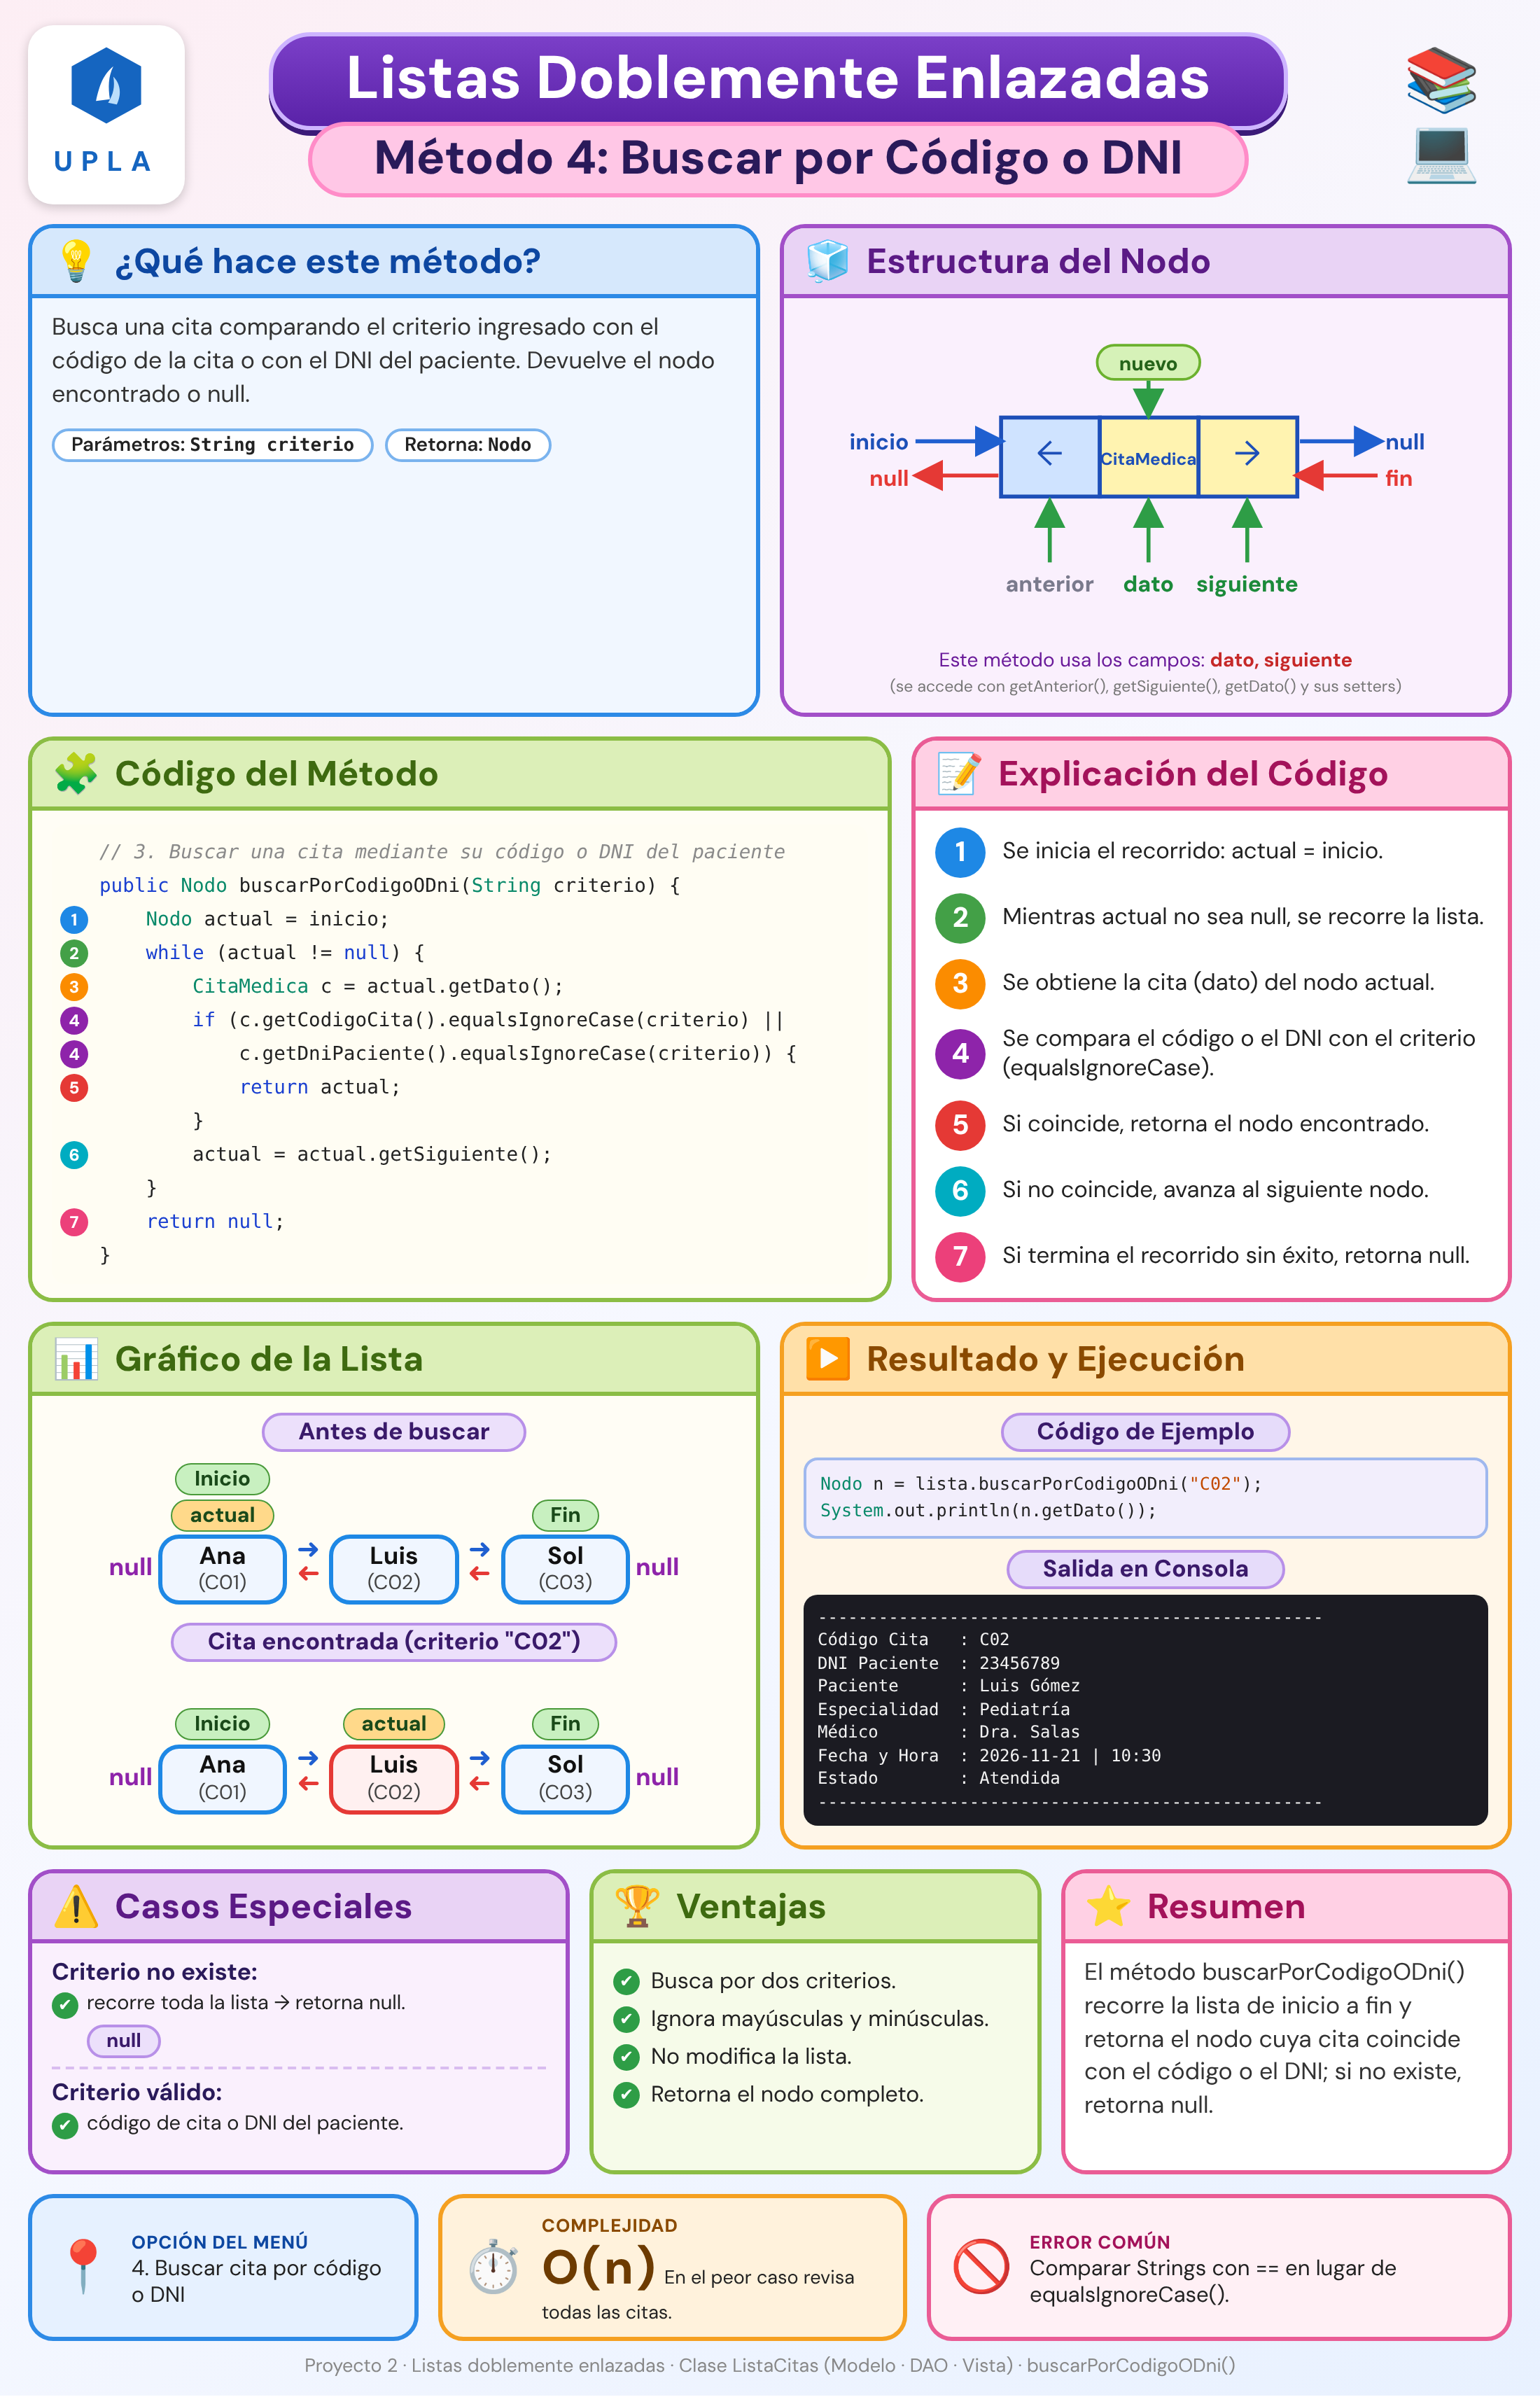 UPLA
Listas Doblemente Enlazadas
Método 4: Buscar por Código o DNI
¿Qué hace este método?
Busca una cita comparando el criterio ingresado con el
código de la cita o con el DNI del paciente. Devuelve el nodo
encontrado o null.
Parámetros: String criterio
Retorna: Nodo
Estructura del Nodo
nuevo
inicio
null
CitaMedica
null
fin
anterior
dato
siguiente
Este método usa los campos: dato, siguiente
(se accede con getAnterior(), getSiguiente(), getDato() y sus setters)
Código del Método
// 3. Buscar una cita mediante su código o DNI del paciente
public Nodo buscarPorCodigoODni(String criterio) {
1 Nodo actual = inicio;
2 while (actual != null) {
3 CitaMedica c = actual.getDato();
4 if (c.getCodigoCita().equalsIgnoreCase(criterio) ||
4 c.getDniPaciente().equalsIgnoreCase(criterio)) {
5 return actual;
}
6 actual = actual.getSiguiente();
}
7 return null;
}
Explicación del Código
1 Se inicia el recorrido: actual = inicio.
2 Mientras actual no sea null, se recorre la lista.
3 Se obtiene la cita (dato) del nodo actual.
4 Se compara el código o el DNI con el criterio
(equalsIgnoreCase).
5 Si coincide, retorna el nodo encontrado.
6 Si no coincide, avanza al siguiente nodo.
7 Si termina el recorrido sin éxito, retorna null.
Gráfico de la Lista
Antes de buscar
Inicio
actual
Fin
null
Ana
(C01)
Luis
(C02)
Sol
(C03)
null
Cita encontrada (criterio "C02")
Inicio
actual
Fin
null
Ana
(C01)
Luis
(C02)
Sol
(C03)
null
Resultado y Ejecución
Código de Ejemplo
Nodo n = lista.buscarPorCodigoODni("C02");
System.out.println(n.getDato());
Salida en Consola
--------------------------------------------------
Código Cita : C02
DNI Paciente : 23456789
Paciente : Luis Gómez
Especialidad : Pediatría
Médico : Dra. Salas
Fecha y Hora : 2026-11-21 | 10:30
Estado : Atendida
--------------------------------------------------
Casos Especiales
Criterio no existe:
recorre toda la lista → retorna null.
null
Criterio válido:
código de cita o DNI del paciente.
Ventajas
Busca por dos criterios.
Ignora mayúsculas y minúsculas.
No modifica la lista.
Retorna el nodo completo.
Resumen
El método buscarPorCodigoODni()
recorre la lista de inicio a fin y
retorna el nodo cuya cita coincide
con el código o el DNI; si no existe,
retorna null.
OPCIÓN DEL MENÚ
4. Buscar cita por código
o DNI
COMPLEJIDAD
O(n) En el peor caso revisa
todas las citas.
ERROR COMÚN
Comparar Strings con == en lugar de
equalsIgnoreCase().
Proyecto 2 · Listas doblemente enlazadas · Clase ListaCitas (Modelo · DAO · Vista) · buscarPorCodigoODni()